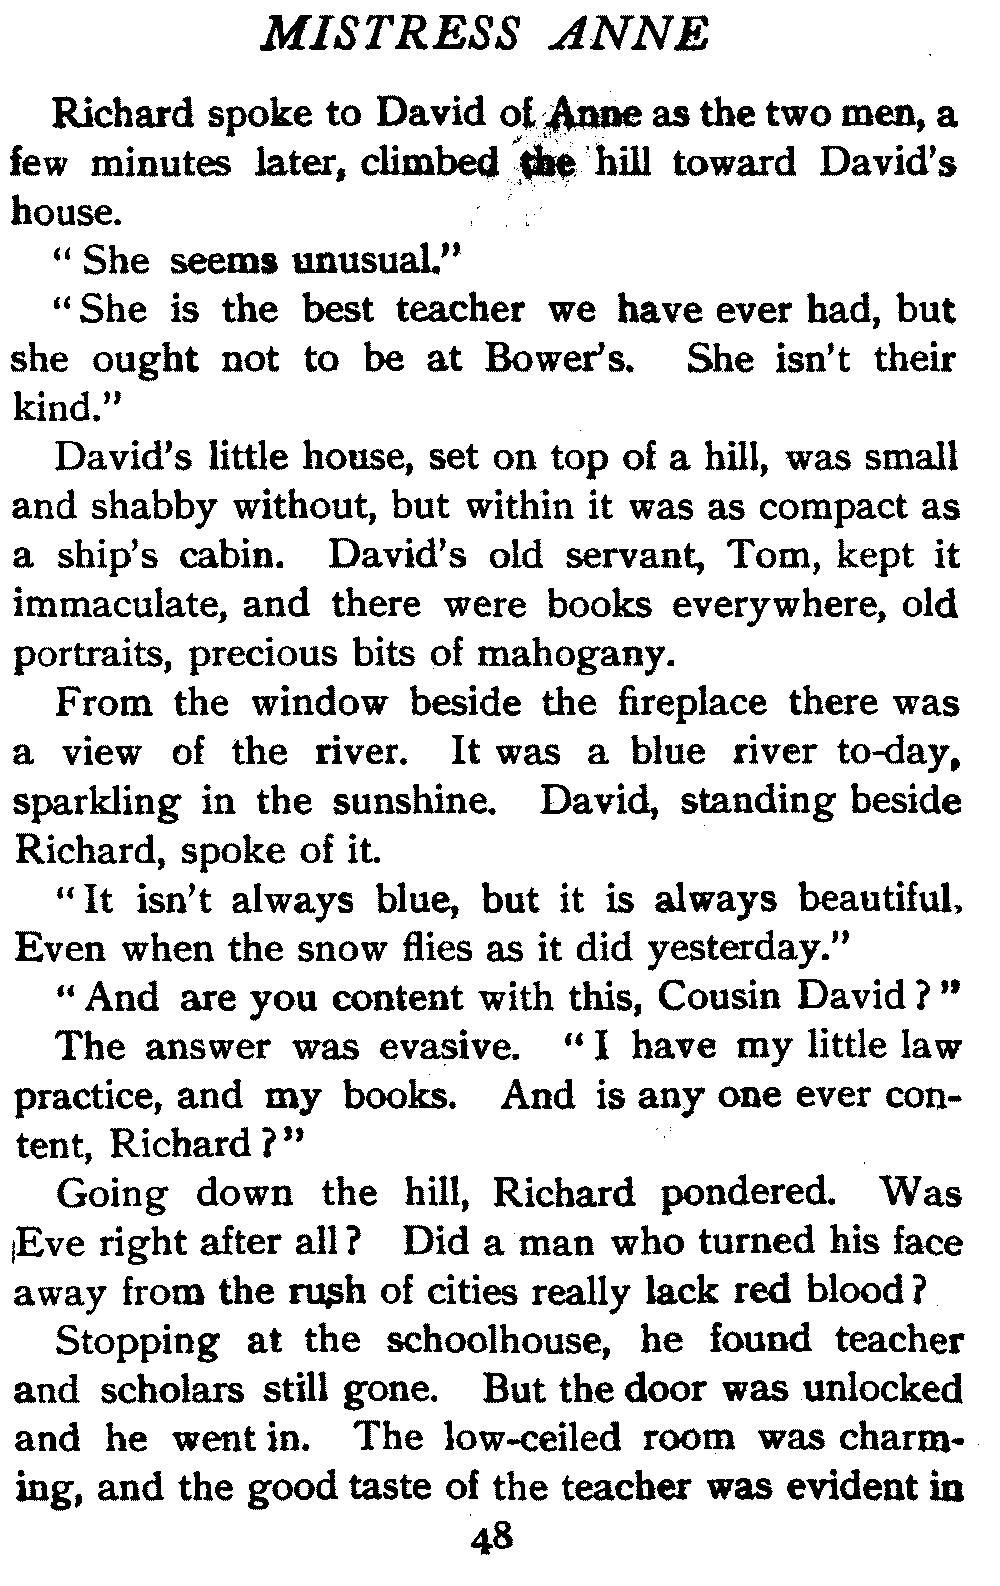 MISTRESS ANNE
Richard spoke to David of Anne as the two men, a
few minutes later, climbed the hill toward David's
house.
“ She seems unusual.”
“ She is the best teacher we have ever had, but
she ought not to be at Bower's. She isn't their
kind.”
David's little house, set on top of a hill, was small
and shabby without, but within it was as compact as
a ship's cabin. David's old servant, Tom, kept it
immaculate, and there were books everywhere, old
portraits, precious bits of mahogany.
From the window beside the fireplace there was
a view of the river. It was a blue river to-day,
sparkling in the sunshine. David, standing beside
Richard, spoke of it.
“ It isn't always blue, but it is always beautiful.
Even when the snow flies as it did yesterday.”
“ And are you content with this, Cousin David ? ”
The answer was evasive. “ I have my little law
practice, and my books. And is any one ever con-
tent, Richard ? ”
Going down the hill, Richard pondered. Was
Eve right after all ? Did a man who turned his face
away from the rush of cities really lack red blood ?
Stopping at the schoolhouse, he found teacher
and scholars still gone. But the door was unlocked
and he went in. The low-ceiled room was charm-
ing, and the good taste of the teacher was evident in
48